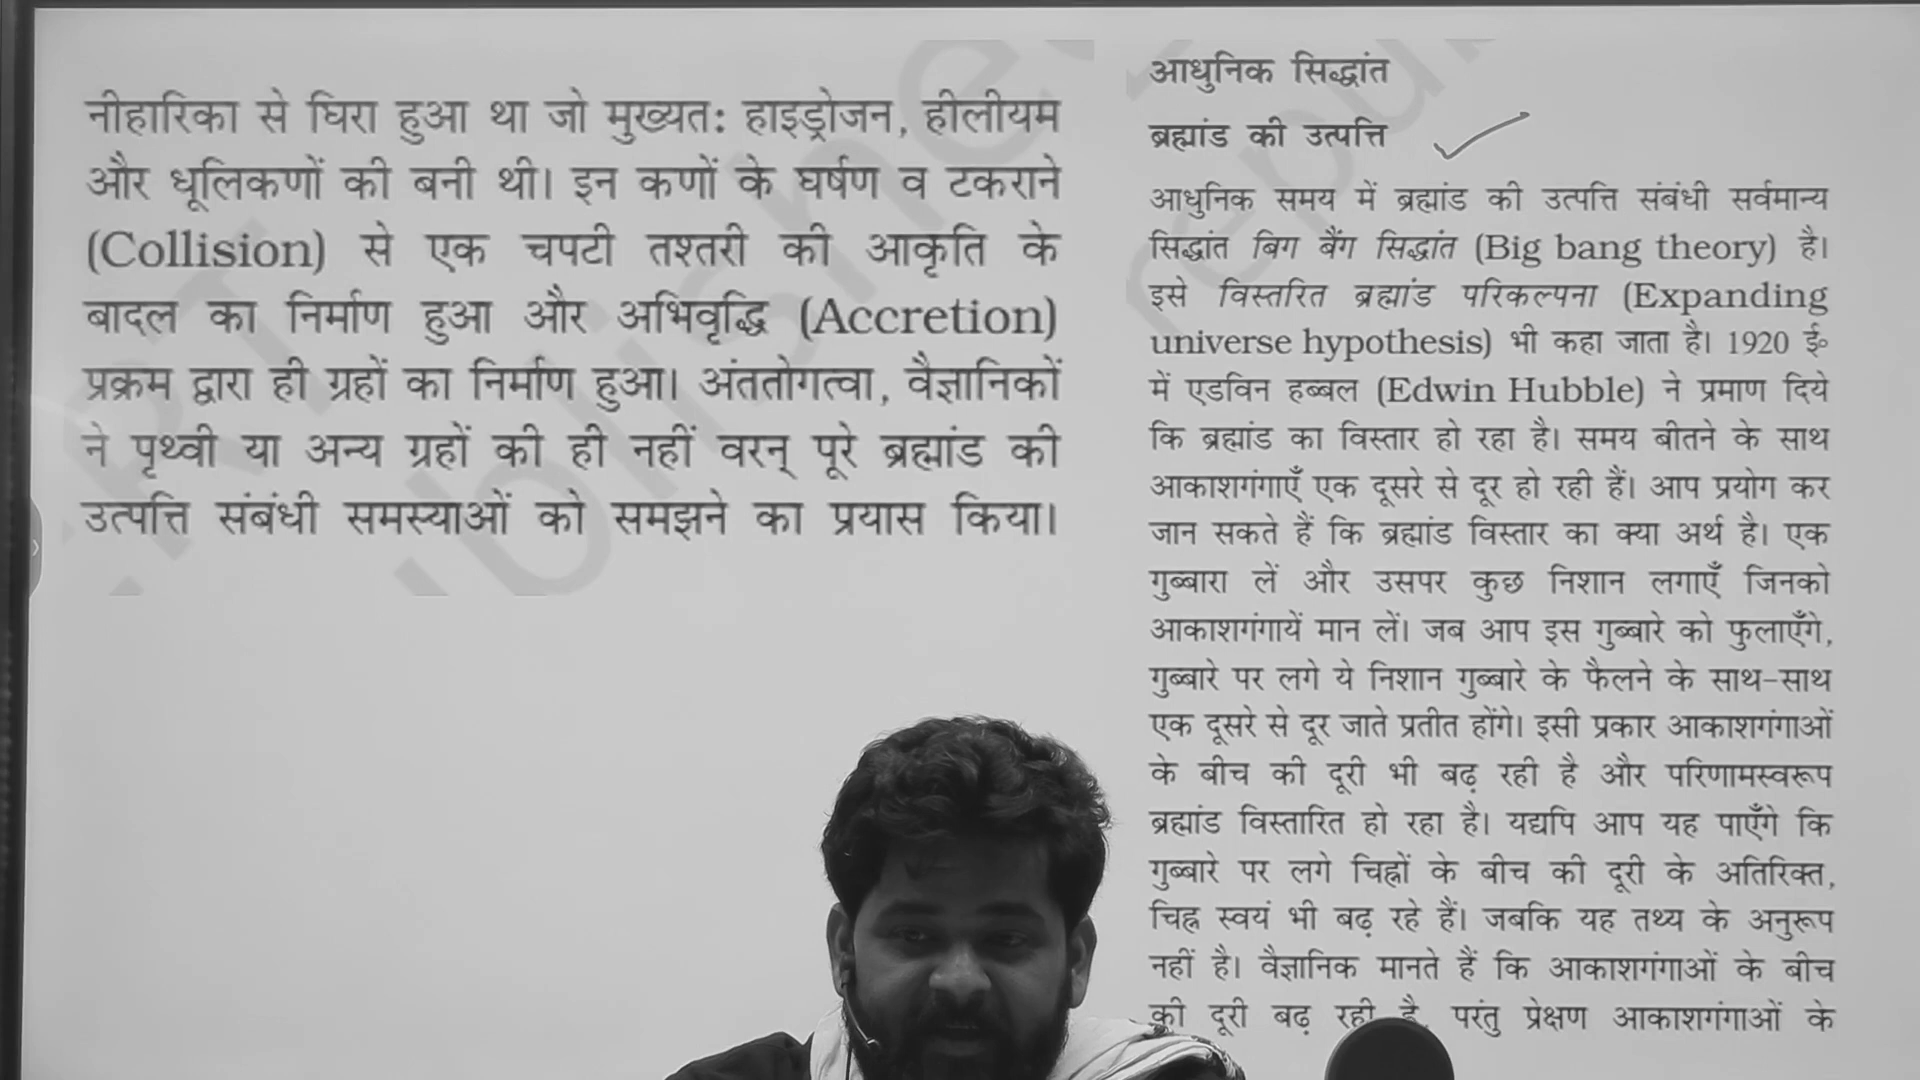 नीहारिका से घिरा हुआ था जो मुख्यतः हाइड्रोजन, हीलीयम
और धूलिकणों की बनी थी। इन कणों के घर्षण व टकराने
(Collision) से एक चपटी तश्तरी की आकृति के
बादल का निर्माण हुआ और अभिवृद्धि (Accretion)
प्रक्रम द्वारा ही ग्रहों का निर्माण हुआ। अंततोगत्वा, वैज्ञानिकों
ने पृथ्वी या अन्य ग्रहों की ही नहीं वरन् पूरे ब्रह्मांड की
उत्पत्ति संबंधी समस्याओं को समझने का प्रयास किया।
आधुनिक सिद्धांत
ब्रह्मांड की उत्पत्ति
आधुनिक समय में ब्रह्मांड की उत्पत्ति संबंधी सर्वमान्य
सिद्धांत बिग बैंग सिद्धांत (Big bang theory) है।
इसे विस्तरित ब्रह्मांड परिकल्पना (Expanding
universe hypothesis) भी कहा जाता है। 1920 ई॰
में एडविन हब्बल (Edwin Hubble) ने प्रमाण दिये
कि ब्रह्मांड का विस्तार हो रहा है। समय बीतने के साथ
आकाशगंगाएँ एक दूसरे से दूर हो रही हैं। आप प्रयोग कर
जान सकते हैं कि ब्रह्मांड विस्तार का क्या अर्थ है। एक
गुब्बारा लें और उसपर कुछ निशान लगाएँ जिनको
आकाशगंगायें मान लें। जब आप इस गुब्बारे को फुलाएँगे,
गुब्बारे पर लगे ये निशान गुब्बारे के फैलने के साथ-साथ
एक दूसरे से दूर जाते प्रतीत होंगे। इसी प्रकार आकाशगंगाओं
के बीच की दूरी भी बढ़ रही है और परिणामस्वरूप
ब्रह्मांड विस्तारित हो रहा है। यद्यपि आप यह पाएँगे कि
गुब्बारे पर लगे चिह्नों के बीच की दूरी के अतिरिक्त,
चिह्न स्वयं भी बढ़ रहे हैं। जबकि यह तथ्य के अनुरूप
नहीं है। वैज्ञानिक मानते हैं कि आकाशगंगाओं के बीच
की दूरी बढ़ रही है, परंतु प्रेक्षण आकाशगंगाओं के